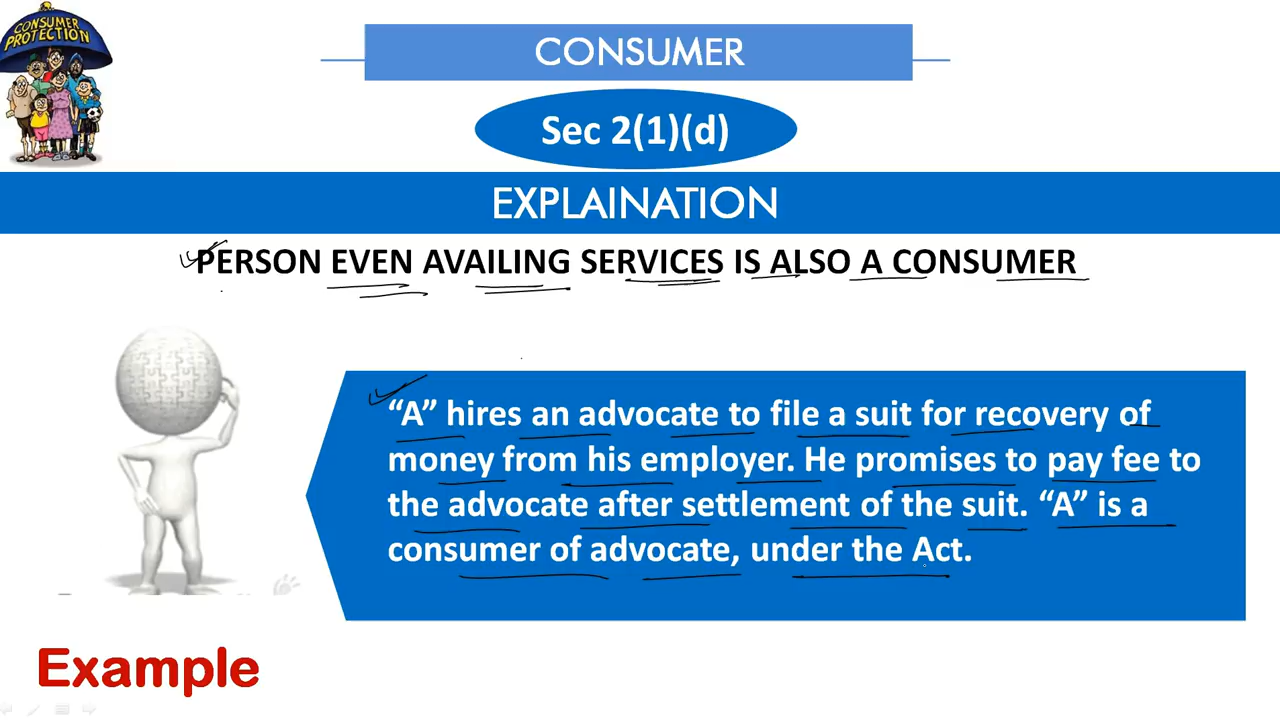 CONSUMER
PROTECTION
CONSUMER
Sec 2(1)(d)
EXPLAINATION
PERSON EVEN AVAILING SERVICES IS ALSO A CONSUMER
“A” hires an advocate to file a suit for recovery of
money from his employer. He promises to pay fee to
the advocate after settlement of the suit. “A” is a
consumer of advocate, under the Act.
Example